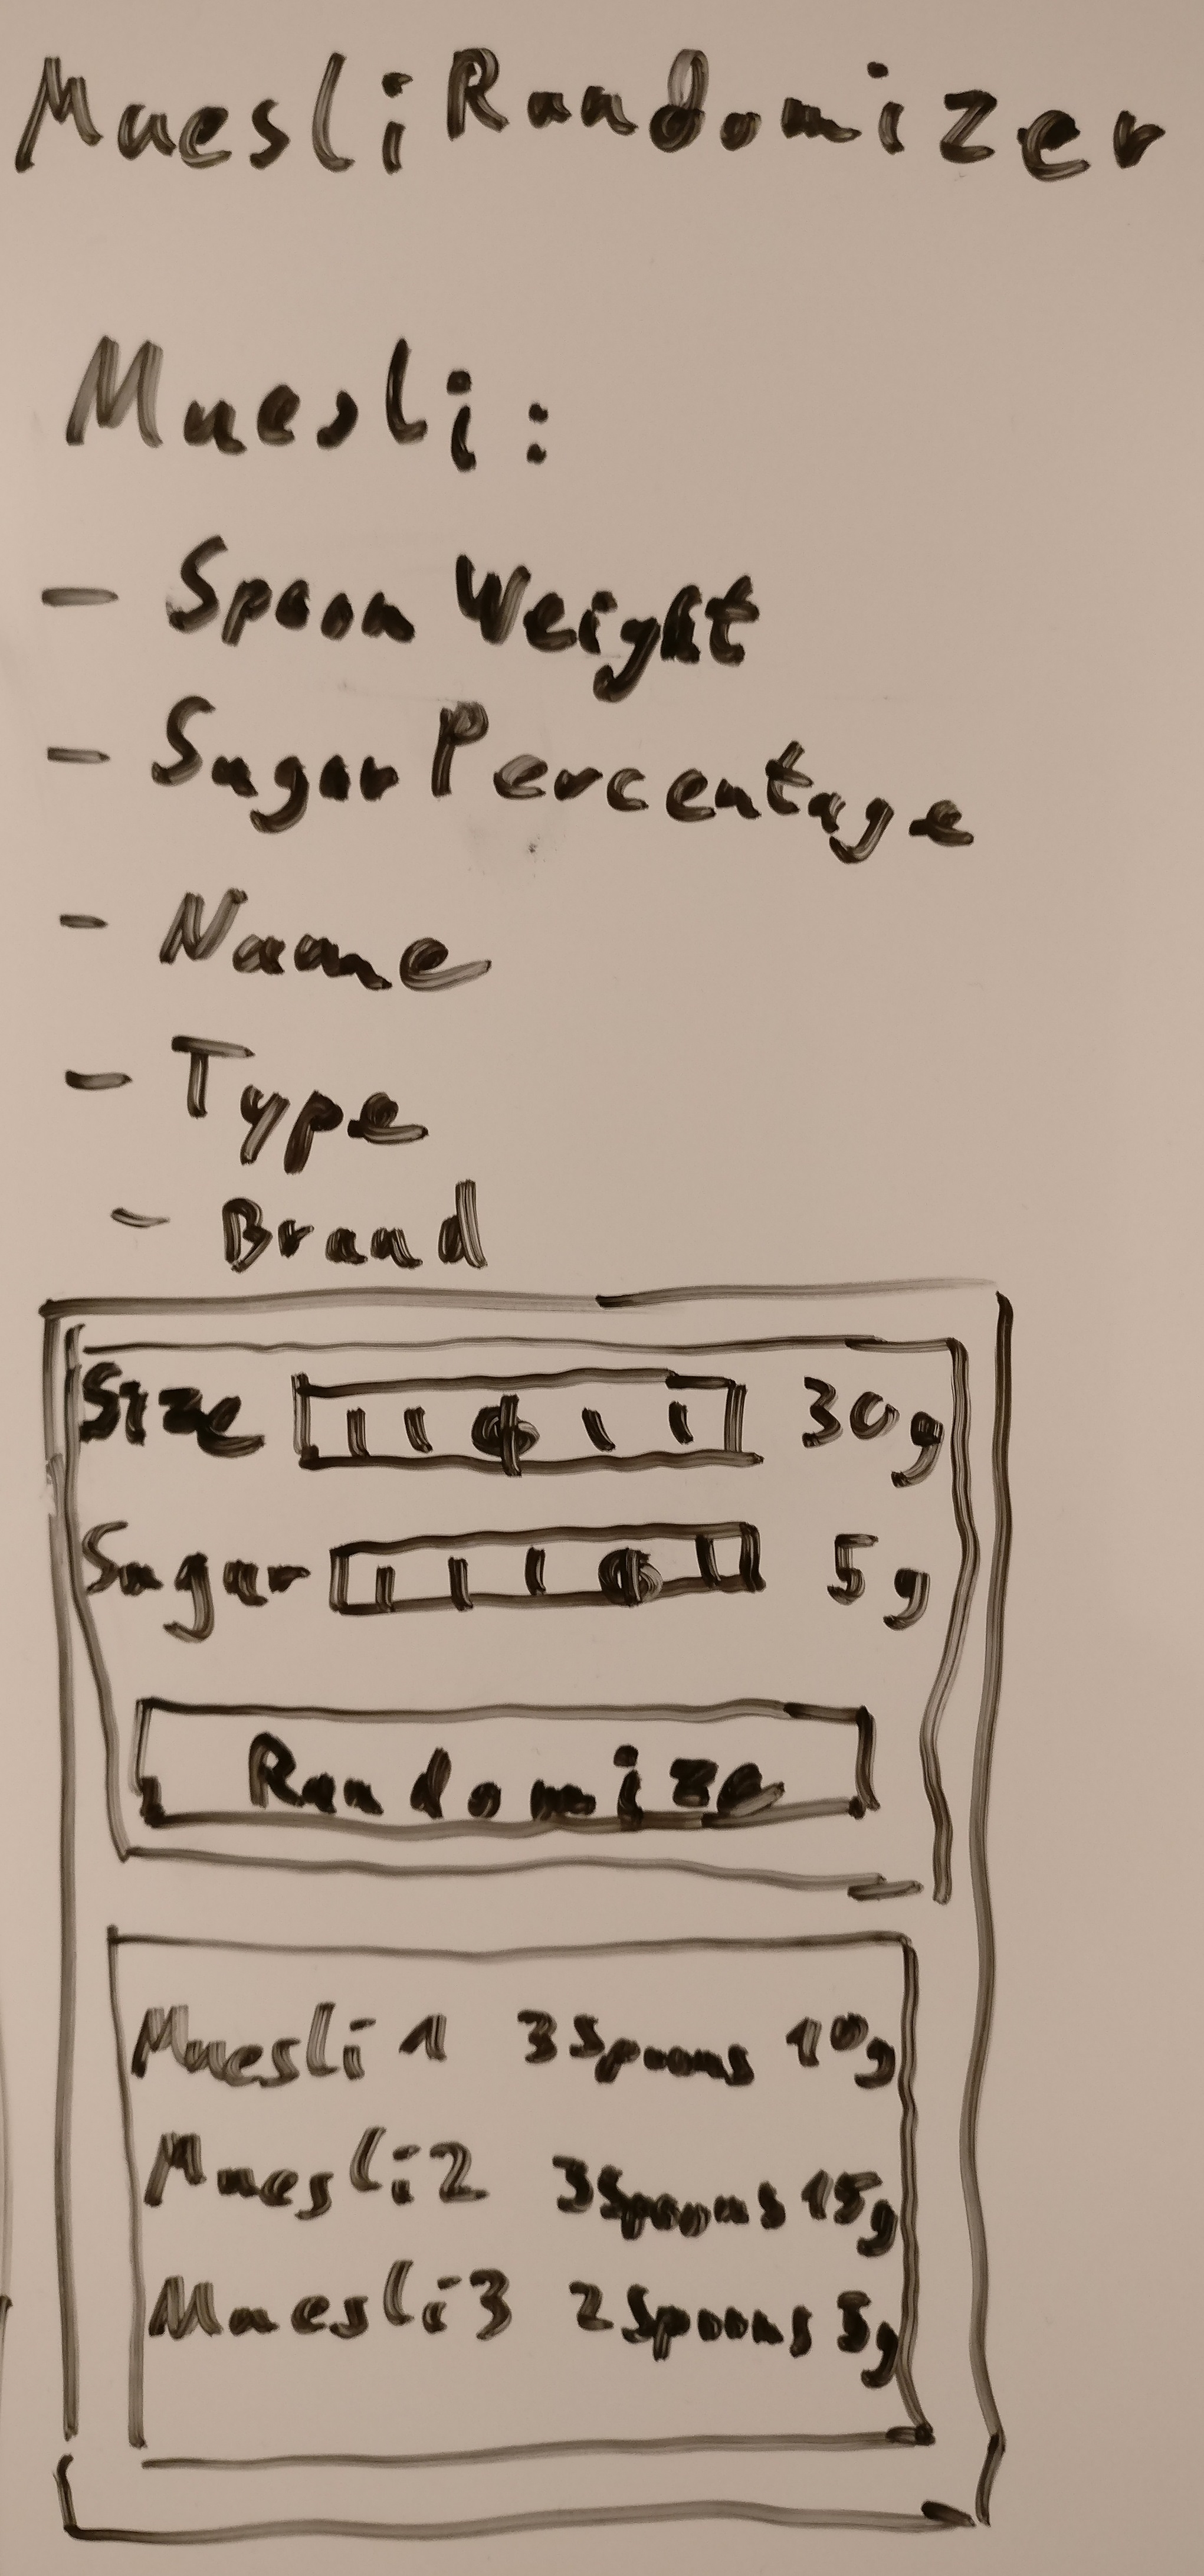 MuesliRandomizer
Muesli:
- Spoon Weight
- Sugar Percentage
- Name
- Type
- Brand
Size 30g
Sugar 5g
Randomize
Muesli 1 3 Spoons 10g
Muesli 2 3 Spoons 15g
Muesli 3 2 Spoons 5g